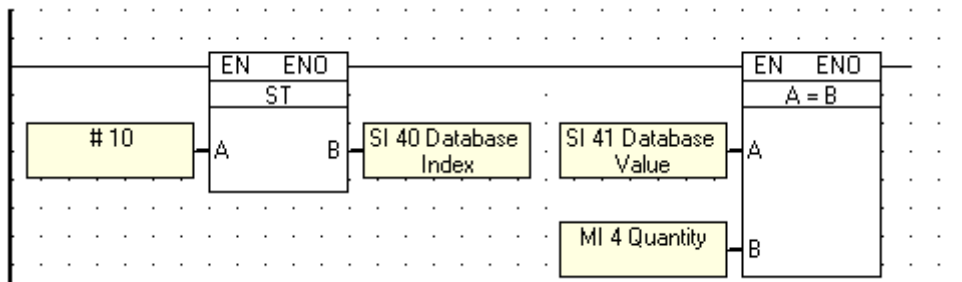 EN ENO
ST
# 10
A
B
SI 40 Database
Index
EN ENO
A = B
SI 41 Database
Value
A
MI 4 Quantity
B